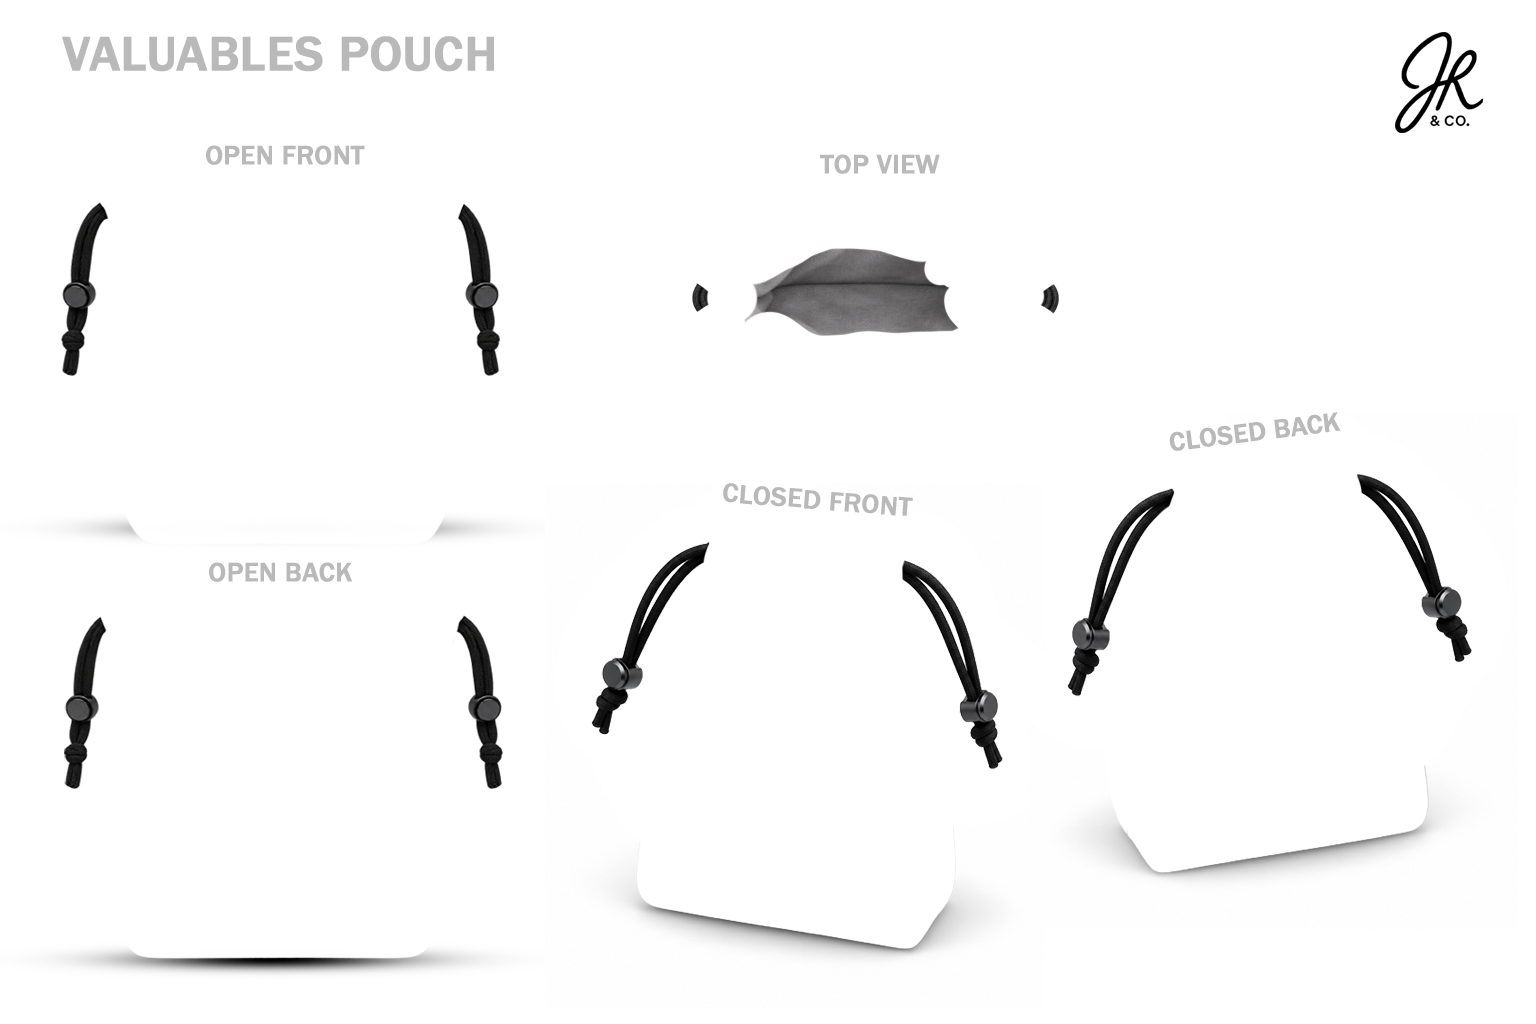 VALUABLES POUCH
JR
& CO.
OPEN FRONT
TOP VIEW
CLOSED BACK
CLOSED FRONT
OPEN BACK